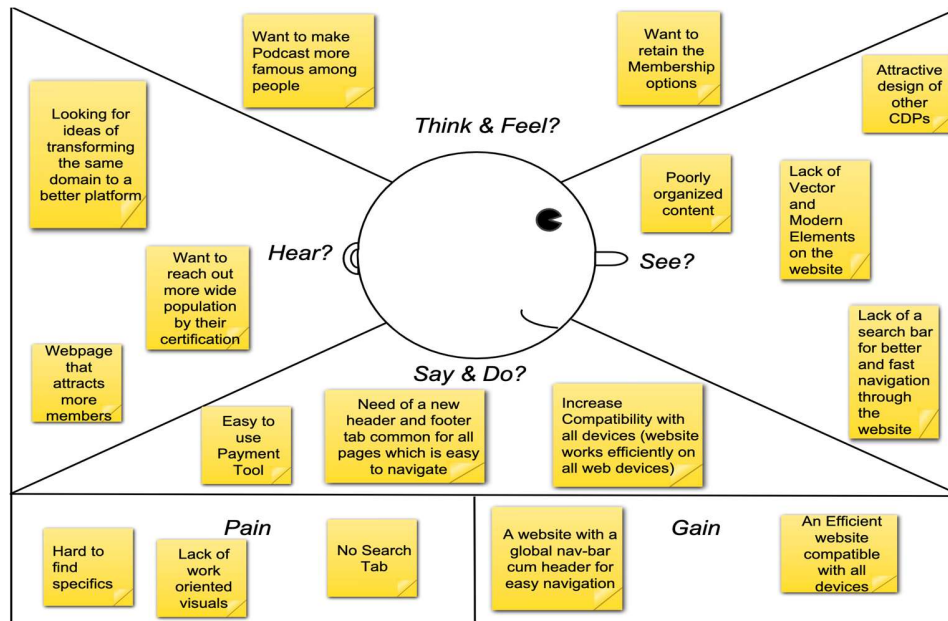 Want to make
Podcast more
famous among
people
Want to
retain the
Membership
options
Think & Feel?
Looking for
ideas of
transforming
the same
domain to a
better platform
Hear?
Want to
reach out
more wide
population
by their
certification
Webpage
that
attracts
more
members
Attractive
design of
other
CDPs
Poorly
organized
content
Lack of
Vector
and
Modern
Elements
on the
website
See?
Lack of a
search bar
for better
and fast
navigation
through
the
website
Say & Do?
Easy to
use
Payment
Tool
Need of a new
header and footer
tab common for all
pages which is easy
to navigate
Increase
Compatibility with
all devices (website
works efficiently on
all web devices)
Pain
Hard to
find
specifics
Lack of
work
oriented
visuals
No Search
Tab
Gain
A website with a
global nav-bar
cum header for
easy navigation
An Efficient
website
compatible
with all
devices